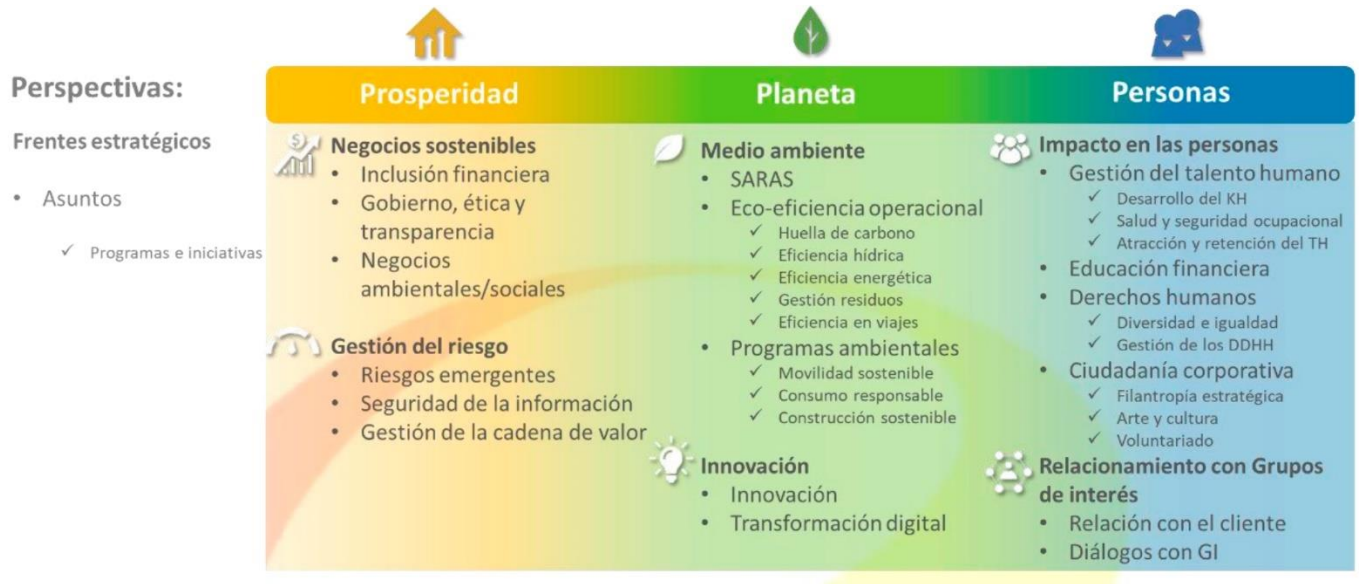 Perspectivas:
Frentes estratégicos
• Asuntos
✓ Programas e iniciativas
Prosperidad
Negocios sostenibles
• Inclusión financiera
• Gobierno, ética y
transparencia
• Negocios
ambientales/sociales
Gestión del riesgo
• Riesgos emergentes
• Seguridad de la información
• Gestión de la cadena de valor
Planeta
Medio ambiente
• SARAS
• Eco-eficiencia operacional
✓ Huella de carbono
✓ Eficiencia hídrica
✓ Eficiencia energética
✓ Gestión residuos
✓ Eficiencia en viajes
• Programas ambientales
✓ Movilidad sostenible
✓ Consumo responsable
✓ Construcción sostenible
Innovación
• Innovación
• Transformación digital
Personas
Impacto en las personas
• Gestión del talento humano
✓ Desarrollo del KH
✓ Salud y seguridad ocupacional
✓ Atracción y retención del TH
• Educación financiera
• Derechos humanos
✓ Diversidad e igualdad
✓ Gestión de los DDHH
• Ciudadanía corporativa
✓ Filantropía estratégica
✓ Arte y cultura
✓ Voluntariado
Relacionamiento con Grupos
de interés
• Relación con el cliente
• Diálogos con GI